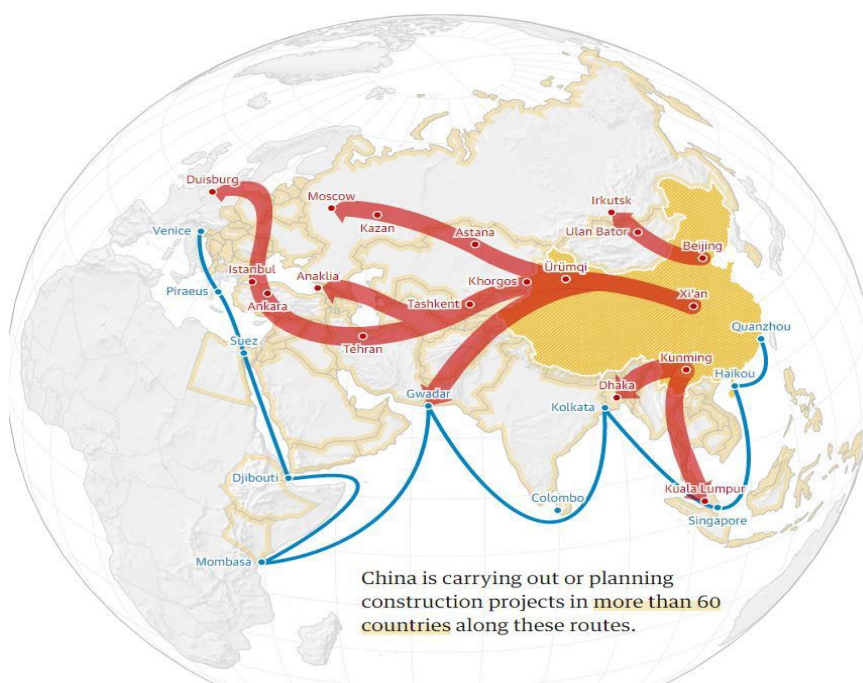 Duisburg
Moscow
Irkutsk
Kazan
Venice
Astana
Ulan Bator
Beijing
Istanbul
Anaklia
Khorgos
Ürümqi
Piraeus
Ankara
Tashkent
Xi'an
Suez
Tehran
Quanzhou
Kunming
Haikou
Gwadar
Dhaka
Kolkata
Djibouti
Colombo
Kuala Lumpur
Singapore
Mombasa
China is carrying out or planning
construction projects in more than 60
countries along these routes.